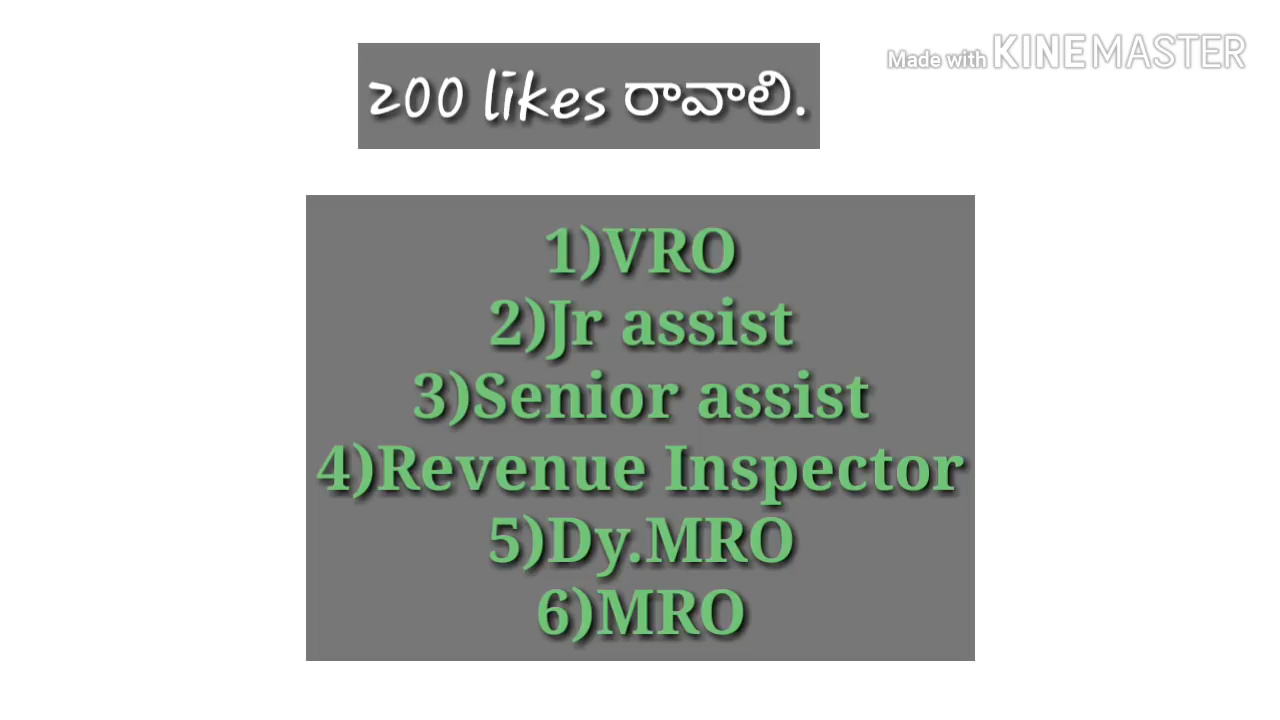 Made with KINEMASTER
200 likes రావాలి.
1)VRO
2)Jr assist
3)Senior assist
4)Revenue Inspector
5)Dy.MRO
6)MRO